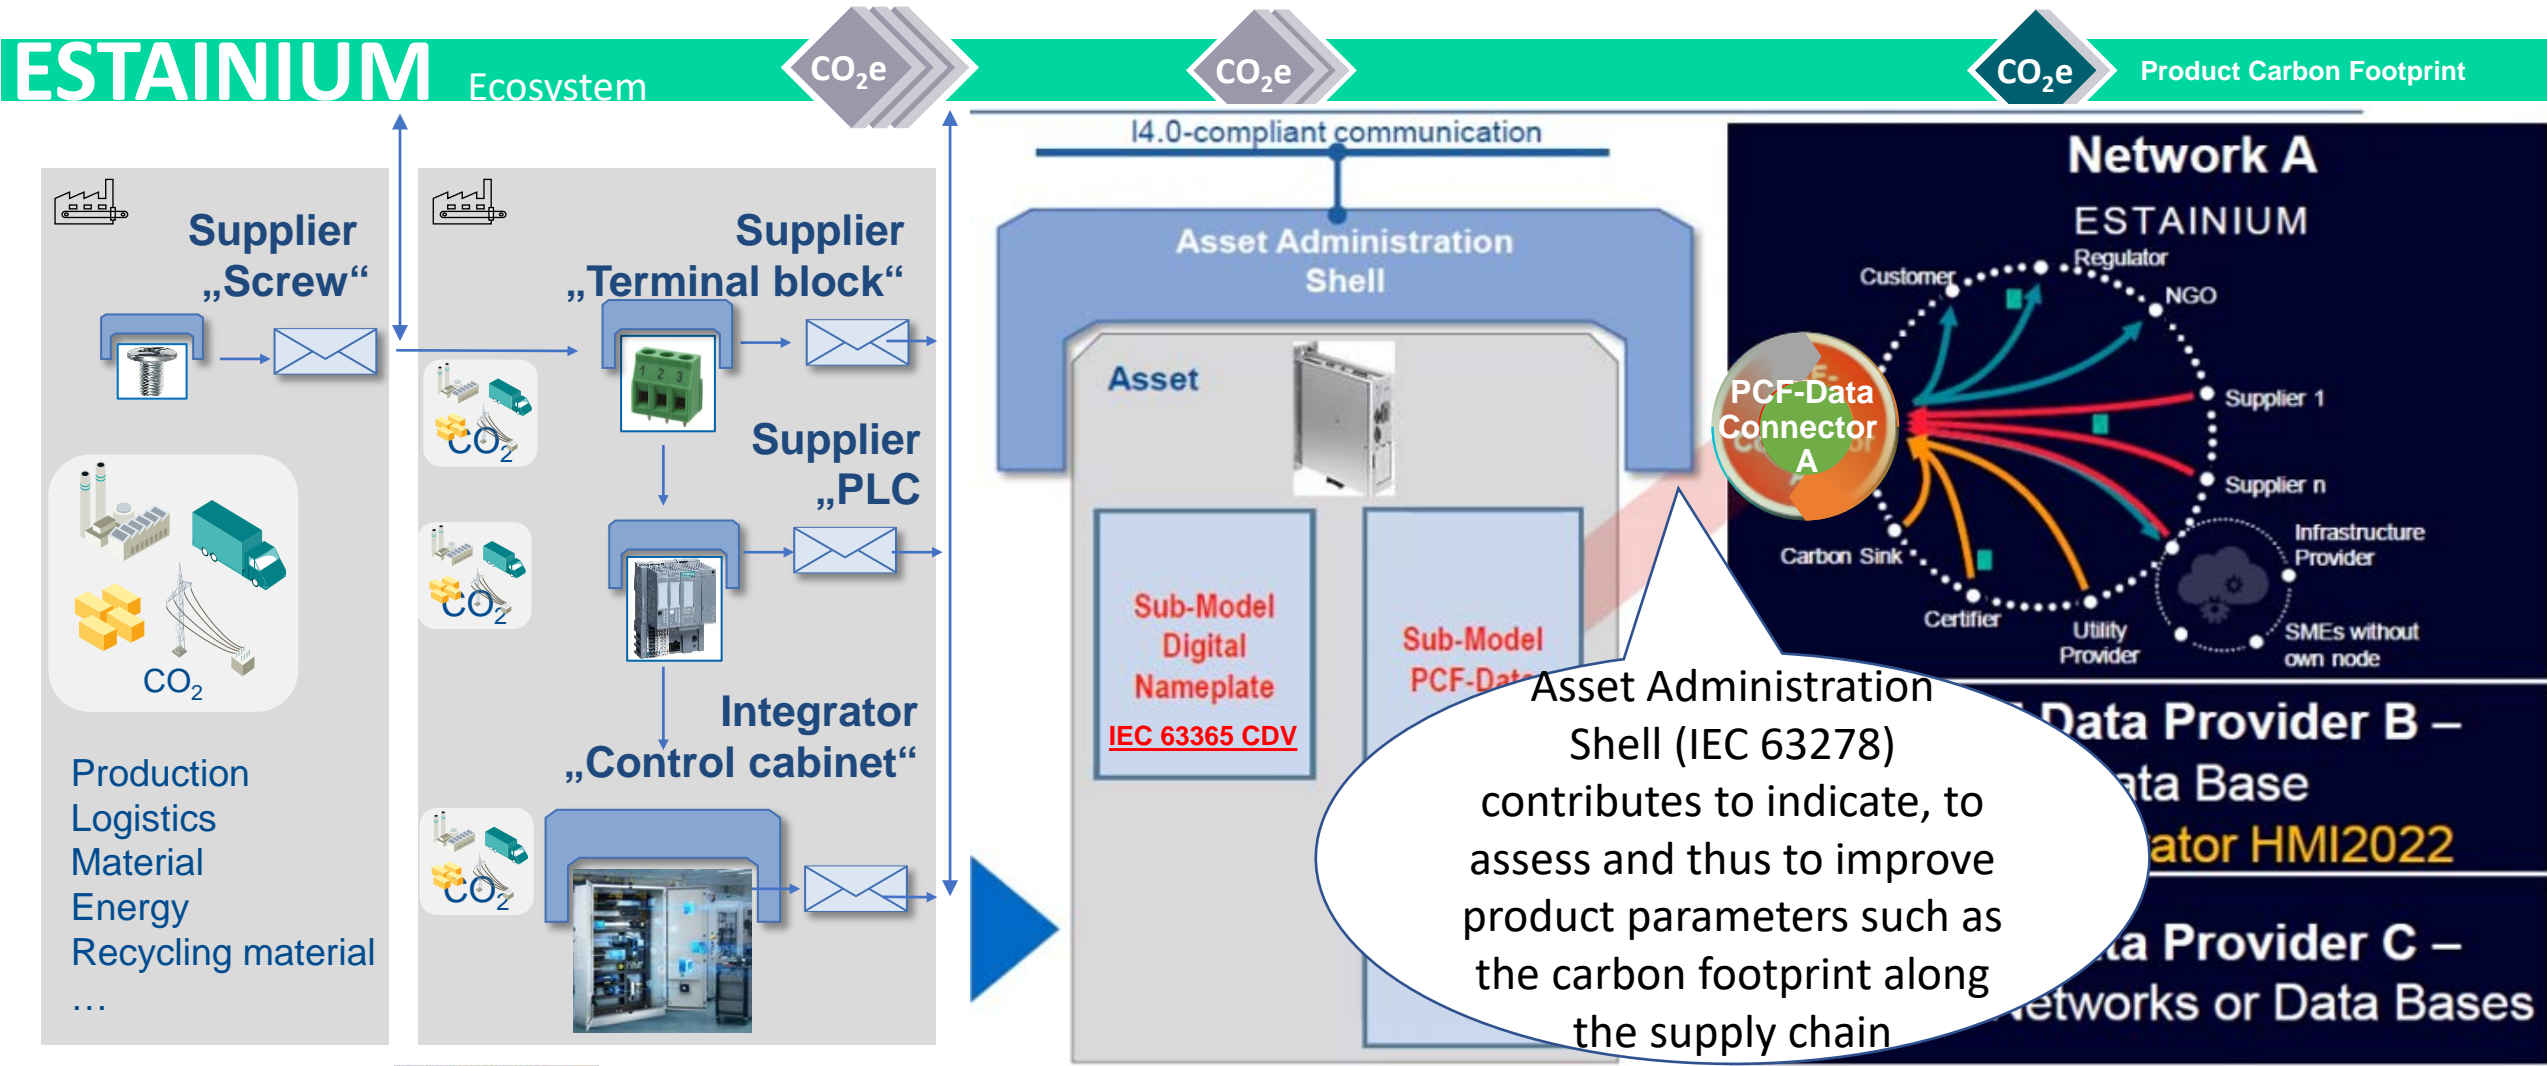 ESTAINIUM Ecosystem
CO2e
CO2e
CO2e
Product Carbon Footprint
Supplier
„Screw“
CO2
Production
Logistics
Material
Energy
Recycling material
…
Supplier
„Terminal block“
1 2 3
CO2
Supplier
„PLC
CO2
Integrator
„Control cabinet“
CO2
I4.0-compliant communication
Asset Administration
Shell
Asset
Sub-Model
Digital
Nameplate
IEC 63365 CDV
Sub-Model
PCF-Data
PCF-Data
Connector
A
Asset Administration
Shell (IEC 63278)
contributes to indicate, to
assess and thus to improve
product parameters such as
the carbon footprint along
the supply chain
Network A
ESTAINIUM
Regulator
Customer
NGO
Supplier 1
Supplier n
Infrastructure
Provider
Carbon Sink
Certifier
Utility
Provider
SMEs without
own node
Data Provider B –
Base
HMI2022
Provider C –
or Data Bases